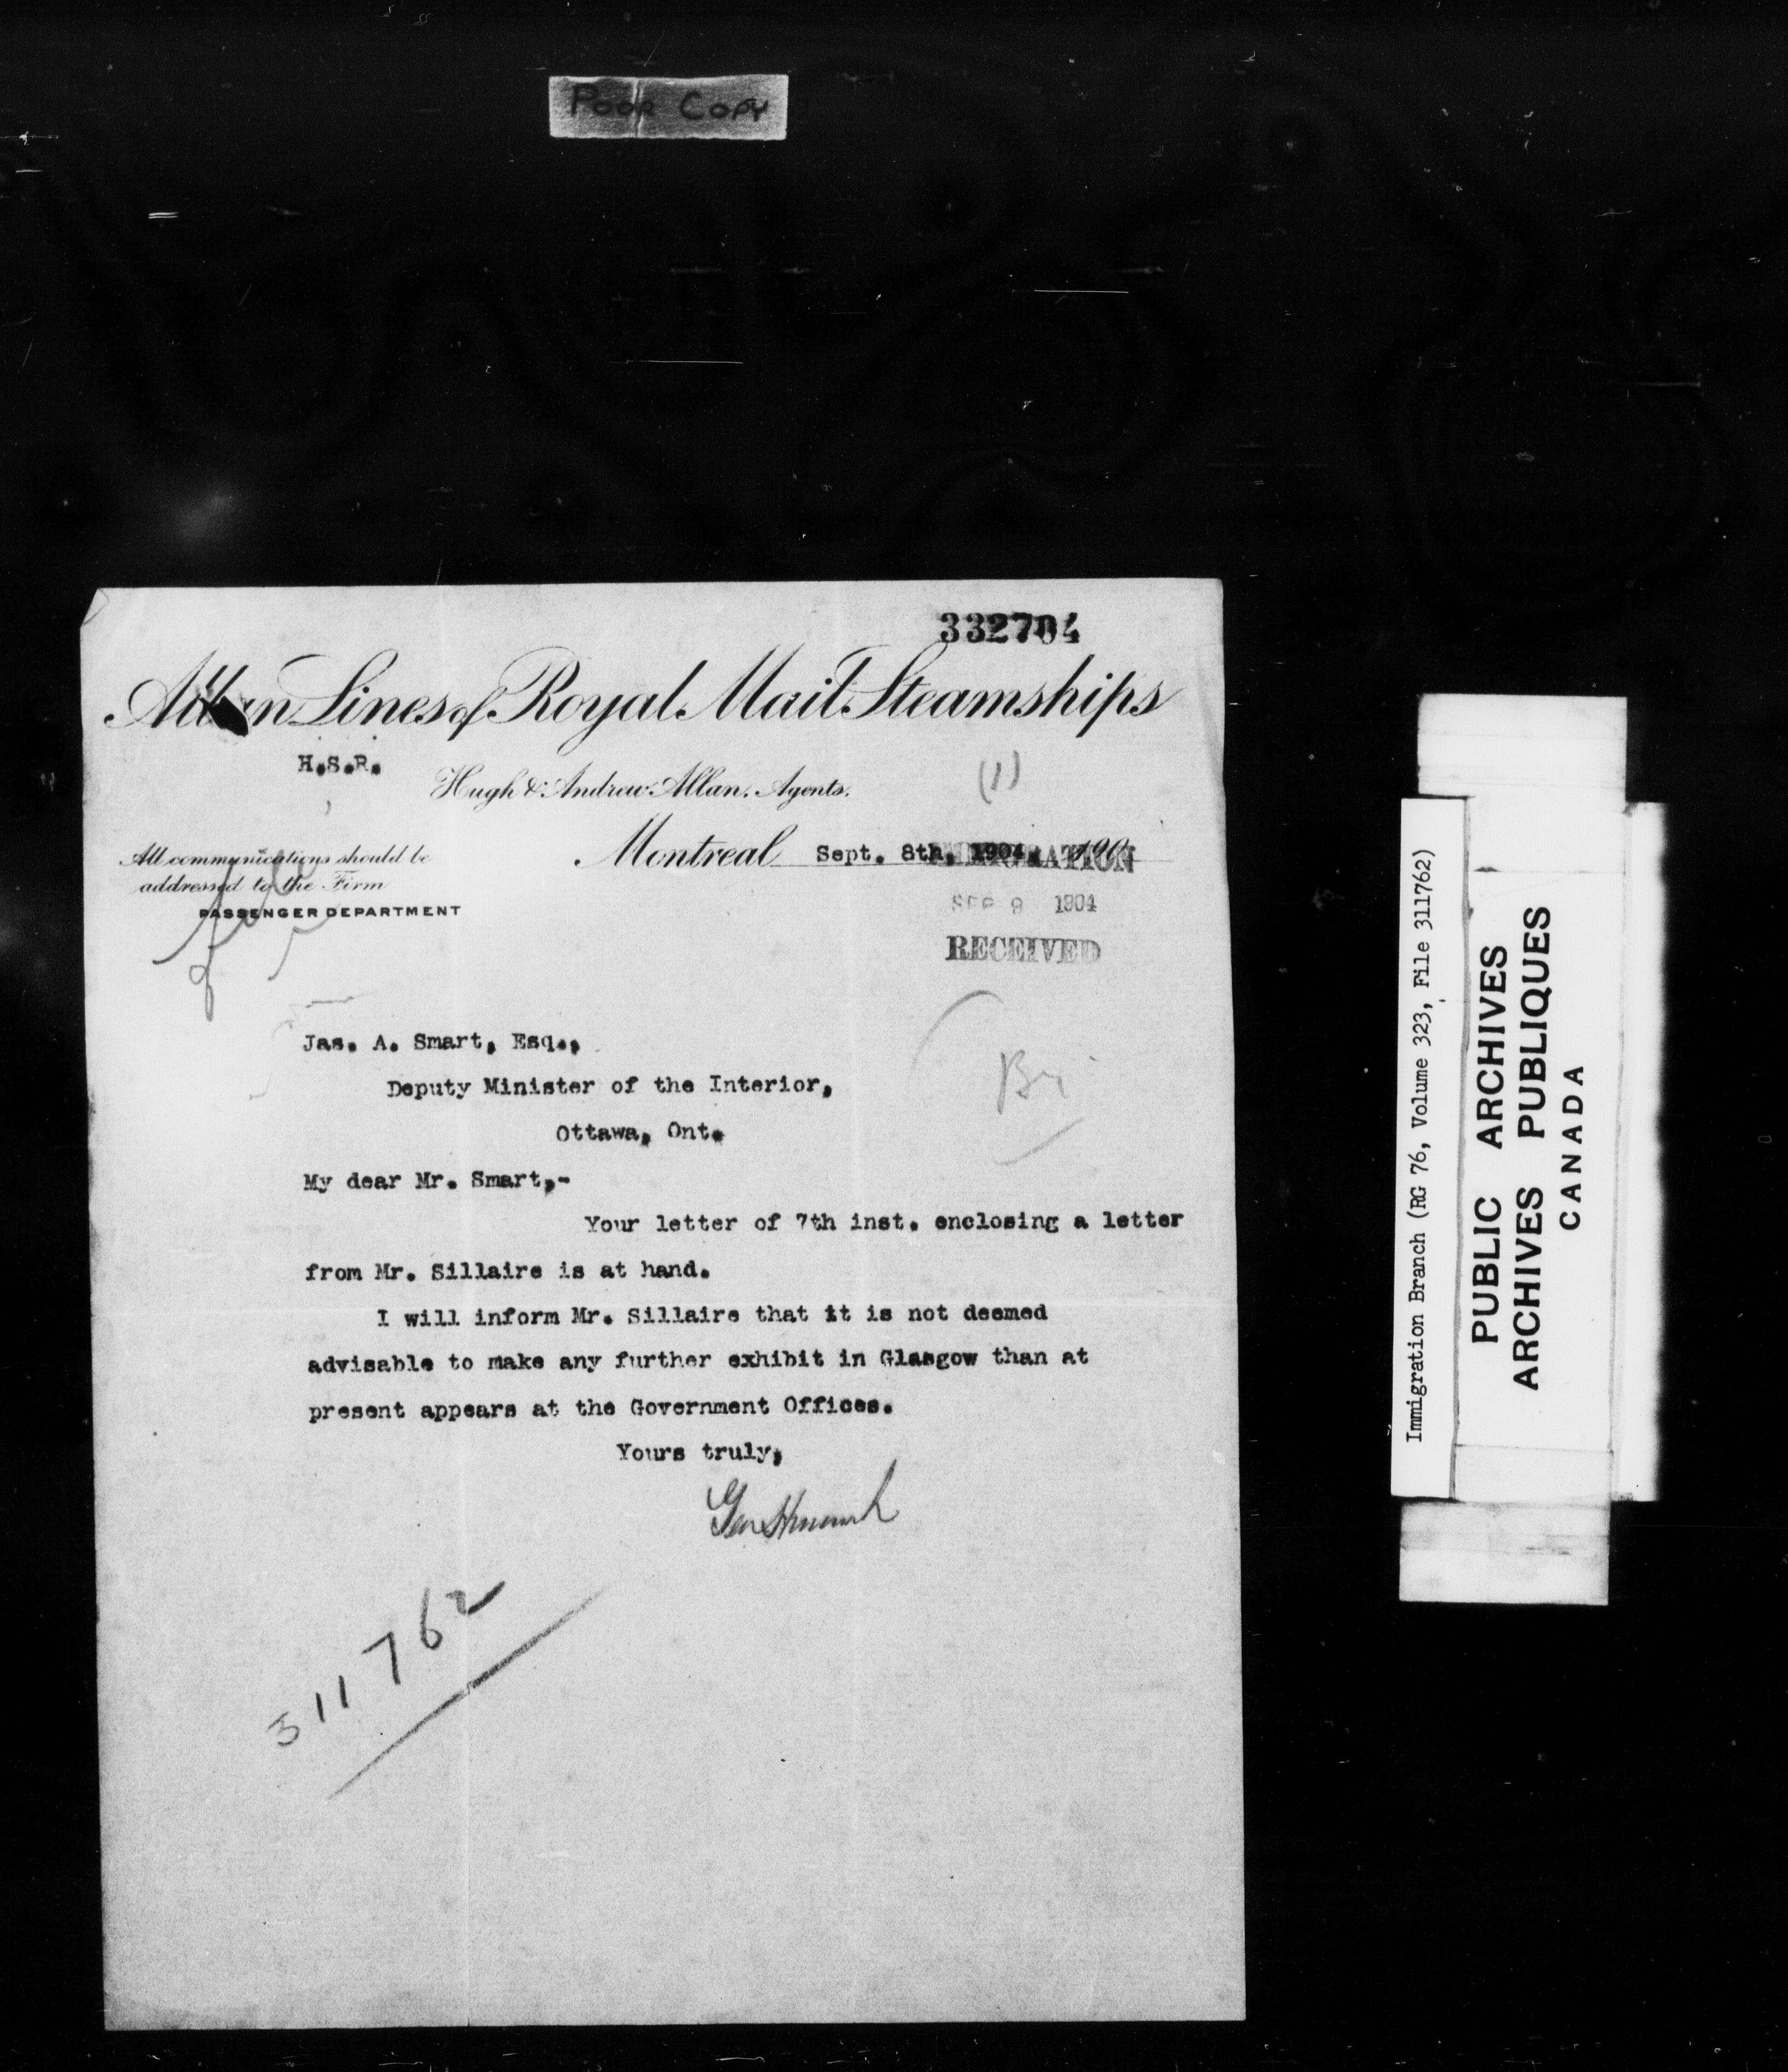 POOR COPY
332704
Allan Lines of Royal Mail Steamships
H.S.R.
Hugh & Andrew Allan, Agents.
(1)
Montreal Sept. 8th, 1904. 190
IMMIGRATION
SEP 9 1904
RECEIVED
All communications should be
addressed to the Firm
PASSENGER DEPARTMENT
Jas. A. Smart, Esq.,
Deputy Minister of the Interior,
Ottawa, Ont.
My dear Mr. Smart,-
Your letter of 7th inst. enclosing a letter
from Mr. Sillaire is at hand.
I will inform Mr. Sillaire that it is not deemed
advisable to make any further exhibit in Glasgow than at
present appears at the Government Offices.
Yours truly,
311762
Immigration Branch (RG 76, Volume 323, File 311762)
PUBLIC ARCHIVES
ARCHIVES PUBLIQUES
CANADA